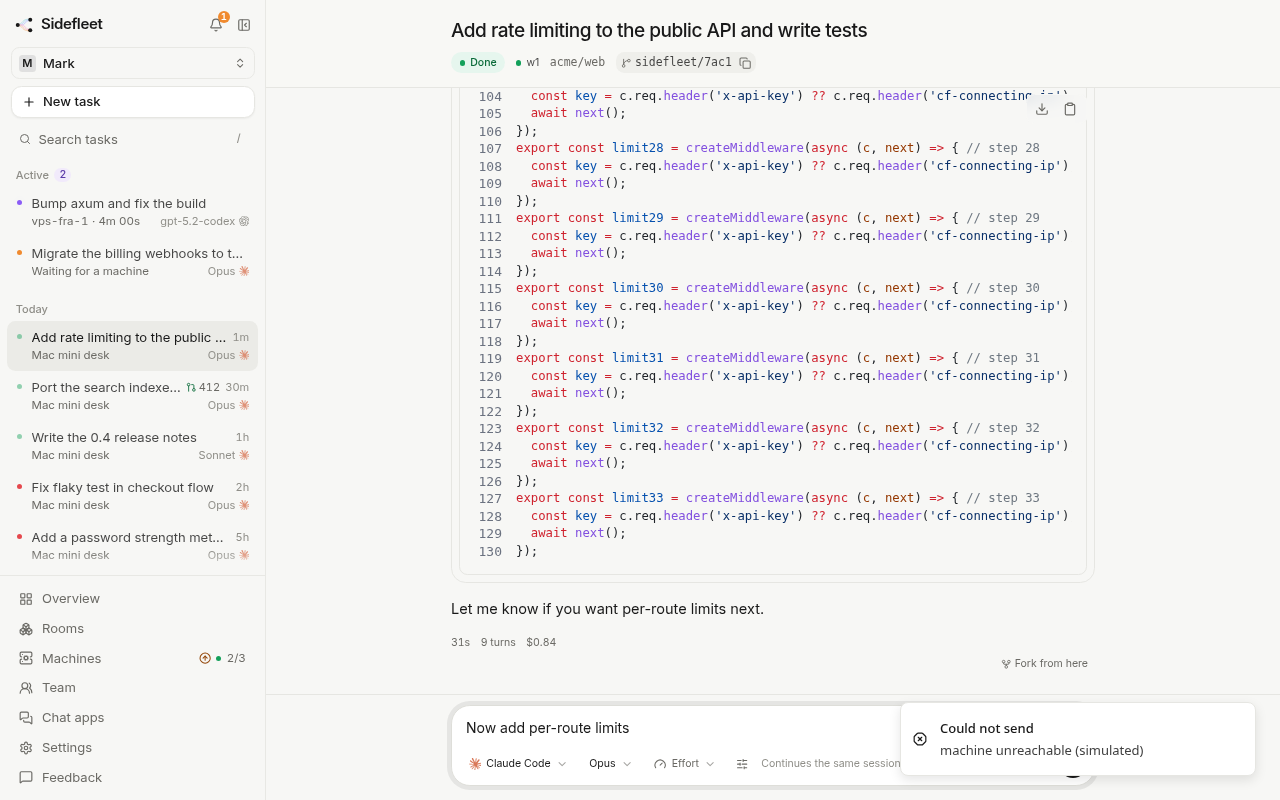 Sidefleet
1
M Mark
New task
Search tasks /
Active 2
Bump axum and fix the build
vps-fra-1 · 4m 00s gpt-5.2-codex
Migrate the billing webhooks to t...
Waiting for a machine Opus
Today
Add rate limiting to the public ... 1m
Mac mini desk Opus
Port the search indexe... 412 30m
Mac mini desk Opus
Write the 0.4 release notes 1h
Mac mini desk Sonnet
Fix flaky test in checkout flow 2h
Mac mini desk Opus
Add a password strength met... 5h
Mac mini desk Opus
Overview
Rooms
Machines 2/3
Team
Chat apps
Settings
Feedback
Add rate limiting to the public API and write tests
Done w1 acme/web sidefleet/7ac1
104 const key = c.req.header('x-api-key') ?? c.req.header('cf-connecting-ip')
105 await next();
106 });
107 export const limit28 = createMiddleware(async (c, next) => { // step 28
108 const key = c.req.header('x-api-key') ?? c.req.header('cf-connecting-ip')
109 await next();
110 });
111 export const limit29 = createMiddleware(async (c, next) => { // step 29
112 const key = c.req.header('x-api-key') ?? c.req.header('cf-connecting-ip')
113 await next();
114 });
115 export const limit30 = createMiddleware(async (c, next) => { // step 30
116 const key = c.req.header('x-api-key') ?? c.req.header('cf-connecting-ip')
117 await next();
118 });
119 export const limit31 = createMiddleware(async (c, next) => { // step 31
120 const key = c.req.header('x-api-key') ?? c.req.header('cf-connecting-ip')
121 await next();
122 });
123 export const limit32 = createMiddleware(async (c, next) => { // step 32
124 const key = c.req.header('x-api-key') ?? c.req.header('cf-connecting-ip')
125 await next();
126 });
127 export const limit33 = createMiddleware(async (c, next) => { // step 33
128 const key = c.req.header('x-api-key') ?? c.req.header('cf-connecting-ip')
129 await next();
130 });
Let me know if you want per-route limits next.
31s 9 turns $0.84
Fork from here
Now add per-route limits
Claude Code Opus Effort Continues the same session
Could not send
machine unreachable (simulated)